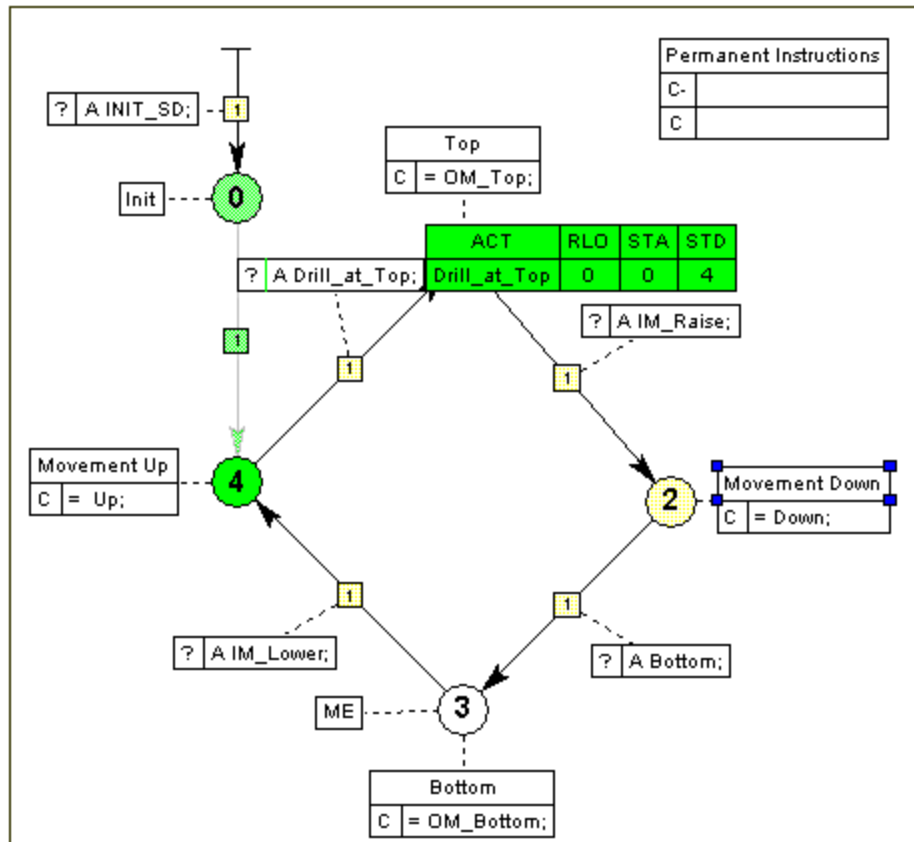 Permanent Instructions
C-
C
? A INIT_SD;
1
Top
C = OM_Top;
Init
0
ACT RLO STA STD
Drill_at_Top 0 0 4
? A Drill_at_Top;
? A IM_Raise;
1
1
1
Movement Up
C = Up;
4
2
Movement Down
C = Down;
1
1
? A IM_Lower;
? A Bottom;
ME
3
Bottom
C = OM_Bottom;